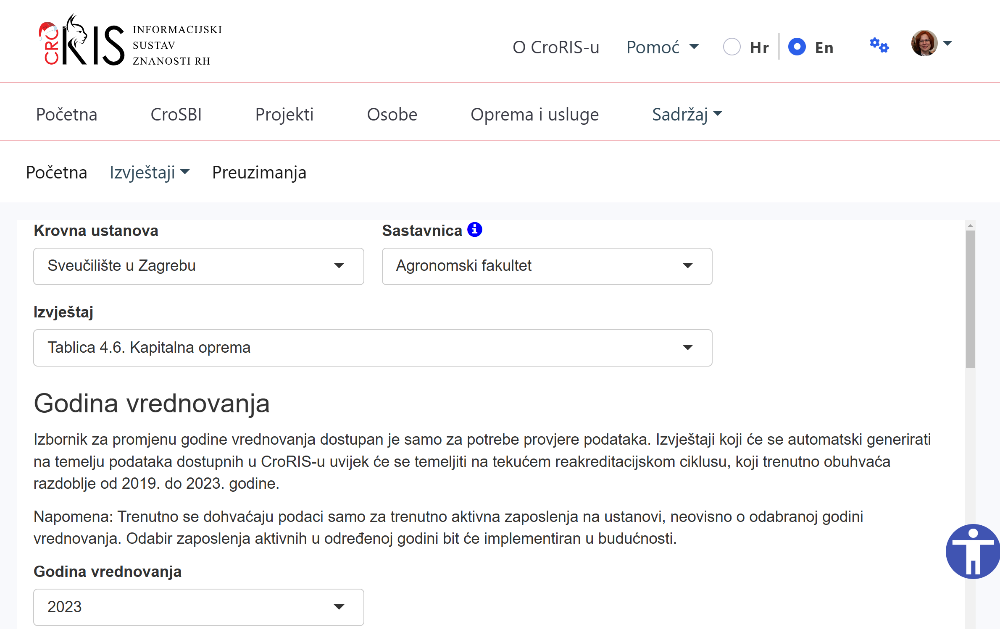 CRORIS INFORMACIJSKI
SUSTAV
ZNANOSTI RH
O CroRIS-u Pomoć Hr En
Početna CroSBI Projekti Osobe Oprema i usluge Sadržaj
Početna Izvještaji Preuzimanja
Krovna ustanova Sastavnica
Sveučilište u Zagrebu Agronomski fakultet
Izvještaj
Tablica 4.6. Kapitalna oprema
Godina vrednovanja
Izbornik za promjenu godine vrednovanja dostupan je samo za potrebe provjere podataka. Izvještaji koji će se automatski generirati
na temelju podataka dostupnih u CroRIS-u uvijek će se temeljiti na tekućem reakreditacijskom ciklusu, koji trenutno obuhvaća
razdoblje od 2019. do 2023. godine.
Napomena: Trenutno se dohvaćaju podaci samo za trenutno aktivna zaposlenja na ustanovi, neovisno o odabranoj godini
vrednovanja. Odabir zaposlenja aktivnih u određenoj godini bit će implementiran u budućnosti.
Godina vrednovanja
2023